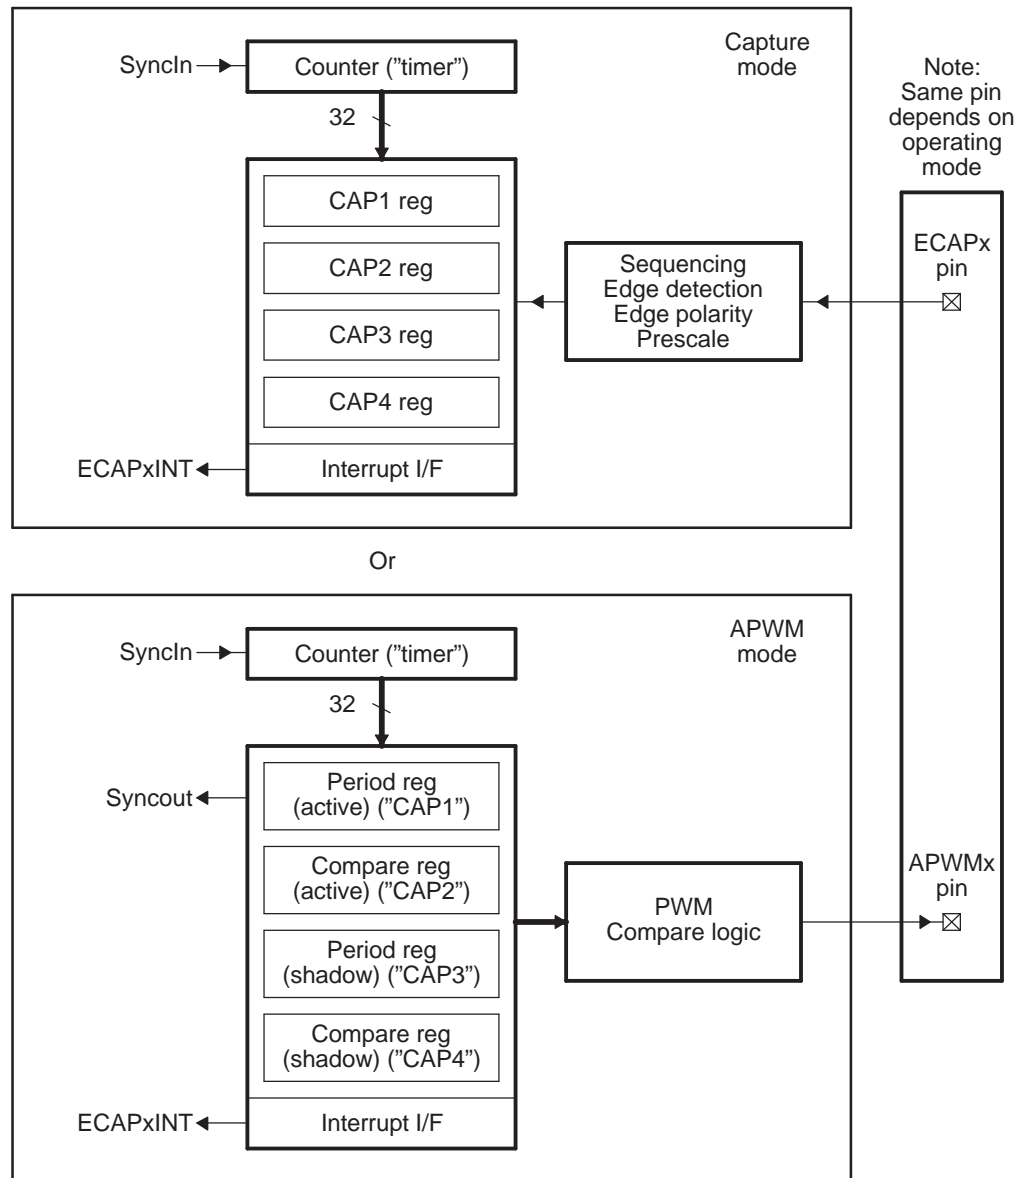 Capture
mode
SyncIn
Counter ("timer")
32
CAP1 reg
CAP2 reg
CAP3 reg
CAP4 reg
Interrupt I/F
ECAPxINT
Sequencing
Edge detection
Edge polarity
Prescale
Note:
Same pin
depends on
operating
mode
ECAPx
pin
Or
APWM
mode
SyncIn
Counter ("timer")
32
Syncout
Period reg
(active) ("CAP1")
Compare reg
(active) ("CAP2")
Period reg
(shadow) ("CAP3")
Compare reg
(shadow) ("CAP4")
Interrupt I/F
ECAPxINT
PWM
Compare logic
APWMx
pin